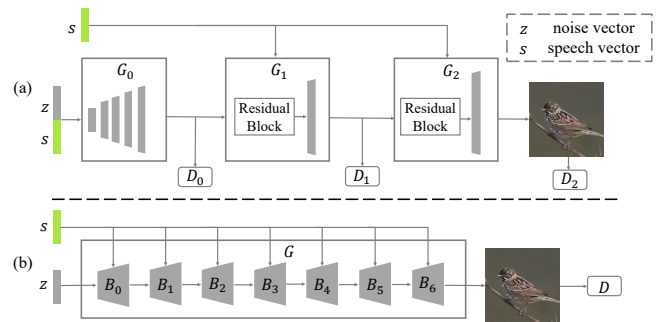 s
z noise vector
s speech vector
G₀
G₁
G₂
(a)
z
s
Residual
Block
Residual
Block
D₀
D₁
D₂
s
G
(b)
z
B₀
B₁
B₂
B₃
B₄
B₅
B₆
D